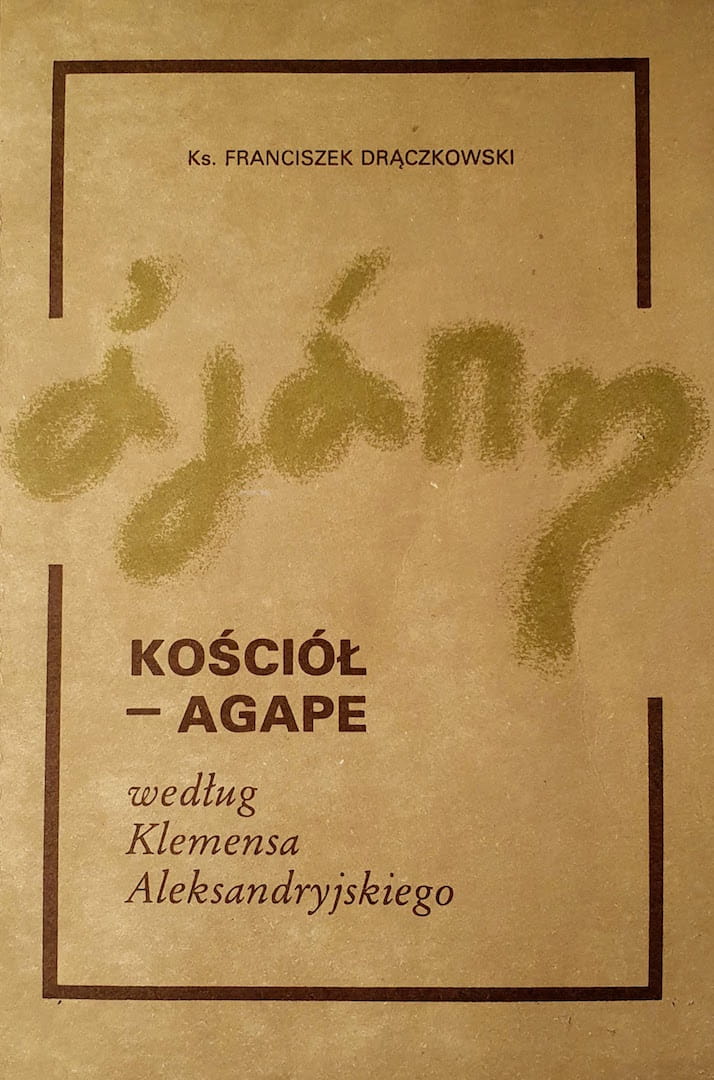 Ks. FRANCISZEK DRĄCZKOWSKI
ἀγάπη
KOŚCIÓŁ
– AGAPE
według
Klemensa
Aleksandryjskiego